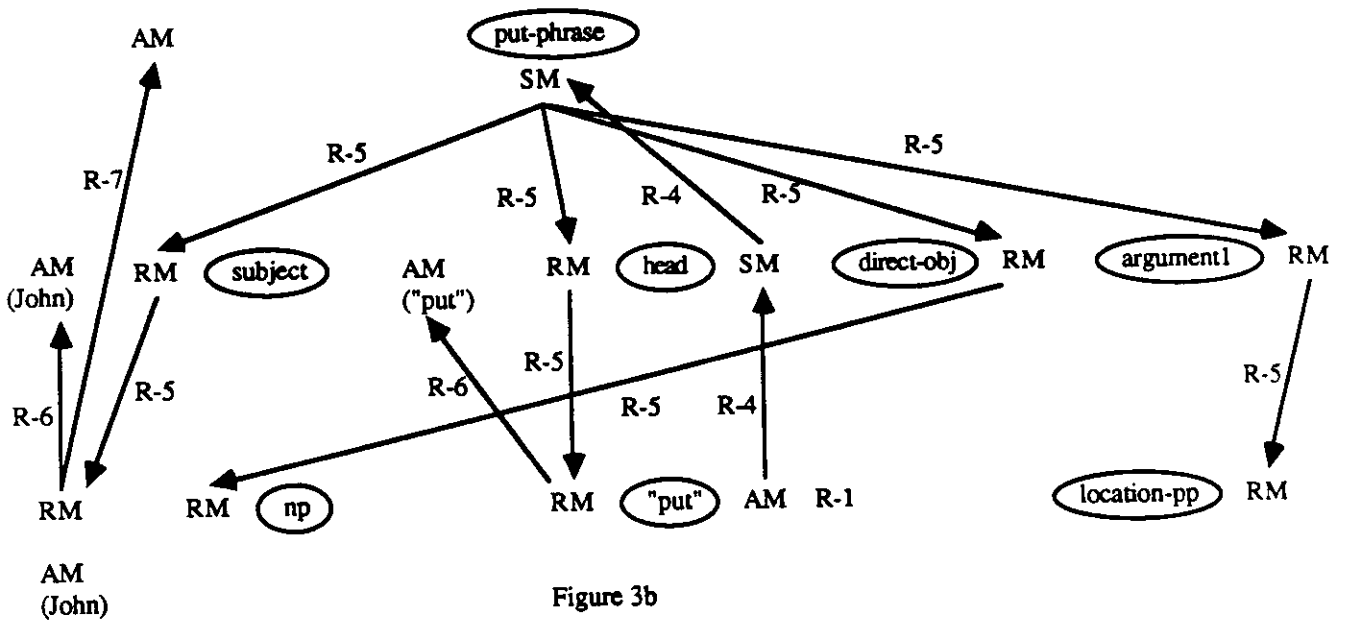 put-phrase
AM
SM
R-5
R-5
R-7
R-5
R-4
R-5
AM
(John)
RM
subject
AM
("put")
RM
head
SM
direct-obj
RM
argument1
RM
R-6
R-5
R-6
R-5
R-5
R-4
R-5
RM
RM
np
RM
"put"
AM
R-1
location-pp
RM
AM
(John)
Figure 3b